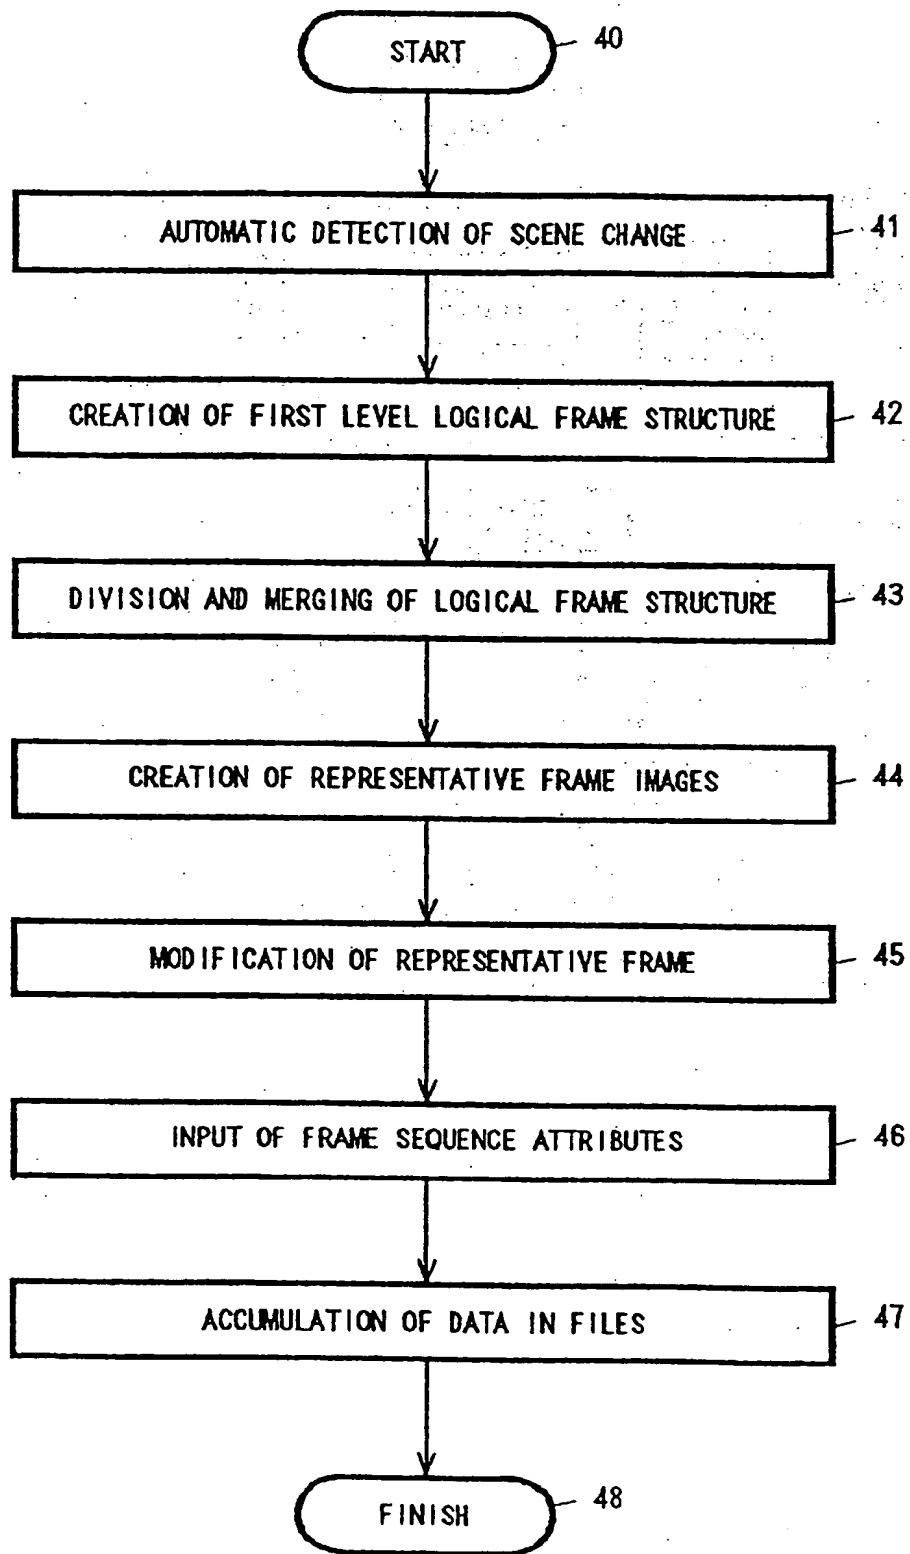 START 40
AUTOMATIC DETECTION OF SCENE CHANGE 41
CREATION OF FIRST LEVEL LOGICAL FRAME STRUCTURE 42
DIVISION AND MERGING OF LOGICAL FRAME STRUCTURE 43
CREATION OF REPRESENTATIVE FRAME IMAGES 44
MODIFICATION OF REPRESENTATIVE FRAME 45
INPUT OF FRAME SEQUENCE ATTRIBUTES 46
ACCUMULATION OF DATA IN FILES 47
FINISH 48